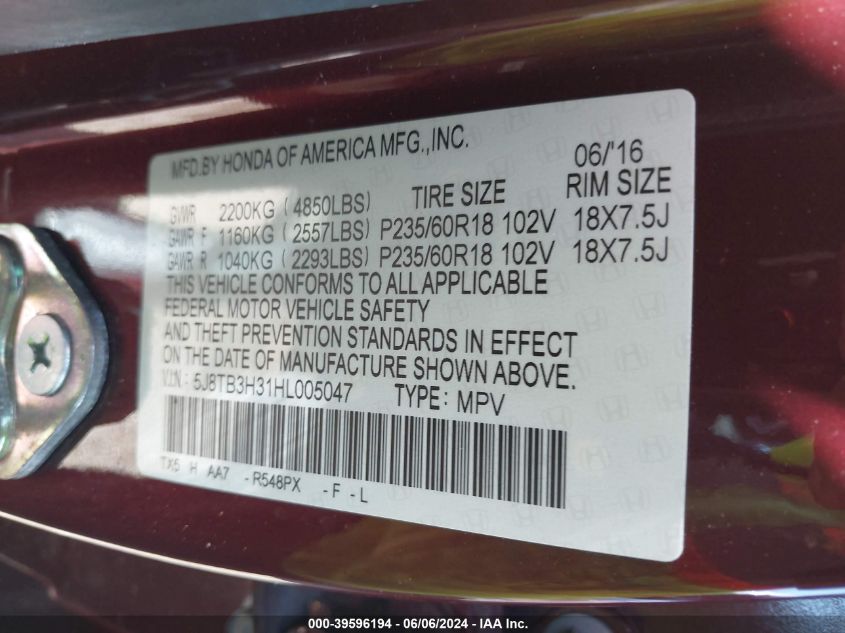 MFD.BY HONDA OF AMERICA MFG.,INC. 06/'16
GVWR 2200KG ( 4850LBS) TIRE SIZE RIM SIZE
GAWR F 1160KG ( 2557LBS) P235/60R18 102V 18X7.5J
GAWR R 1040KG ( 2293LBS) P235/60R18 102V 18X7.5J
THIS VEHICLE CONFORMS TO ALL APPLICABLE
FEDERAL MOTOR VEHICLE SAFETY
AND THEFT PREVENTION STANDARDS IN EFFECT
ON THE DATE OF MANUFACTURE SHOWN ABOVE.
V.I.N.: 5J8TB3H31HL005047 TYPE: MPV
TX5 H AA7 -R548PX -F-L
000-39596194 - 06/06/2024 - IAA Inc.